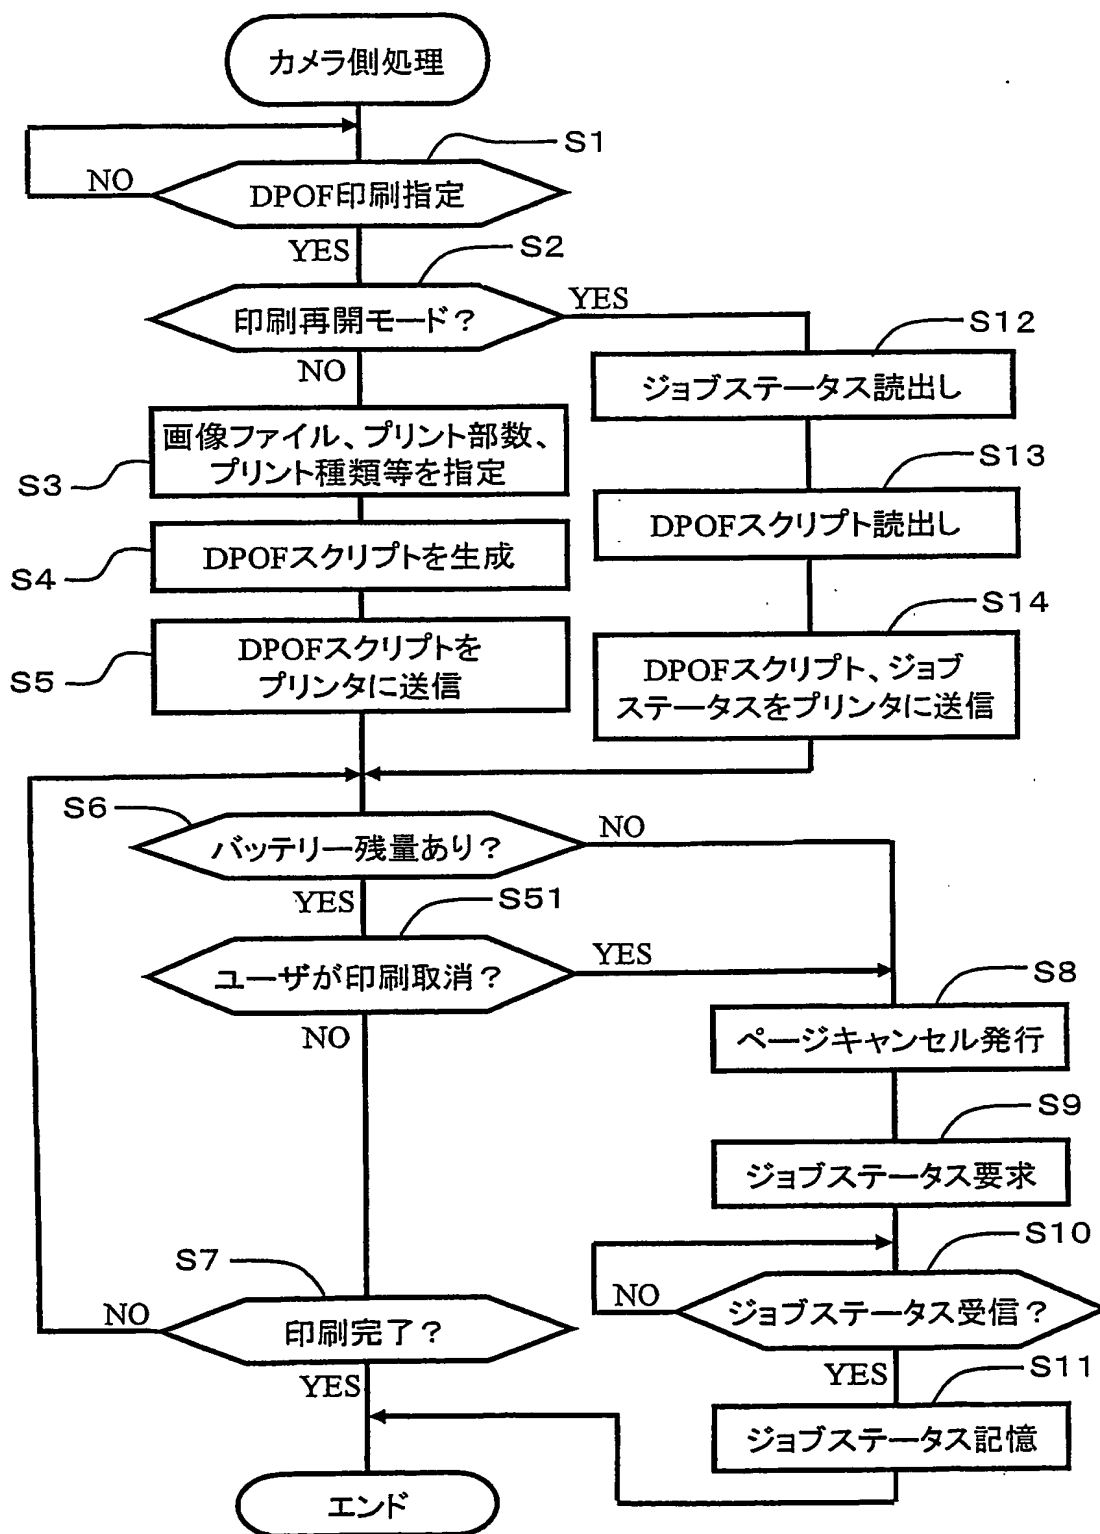 カメラ側処理
S1
NO
DPOF印刷指定
YES
S2
印刷再開モード?
YES
NO
S12
ジョブステータス読出し
画像ファイル、プリント部数、
プリント種類等を指定
S3
S13
DPOFスクリプト読出し
DPOFスクリプトを生成
S4
S14
DPOFスクリプトを
プリンタに送信
S5
DPOFスクリプト、ジョブ
ステータスをプリンタに送信
S6
バッテリー残量あり?
NO
YES
S51
ユーザが印刷取消?
YES
NO
S8
ページキャンセル発行
S9
ジョブステータス要求
S10
NO
ジョブステータス受信?
YES
S7
NO
印刷完了?
YES
S11
ジョブステータス記憶
エンド